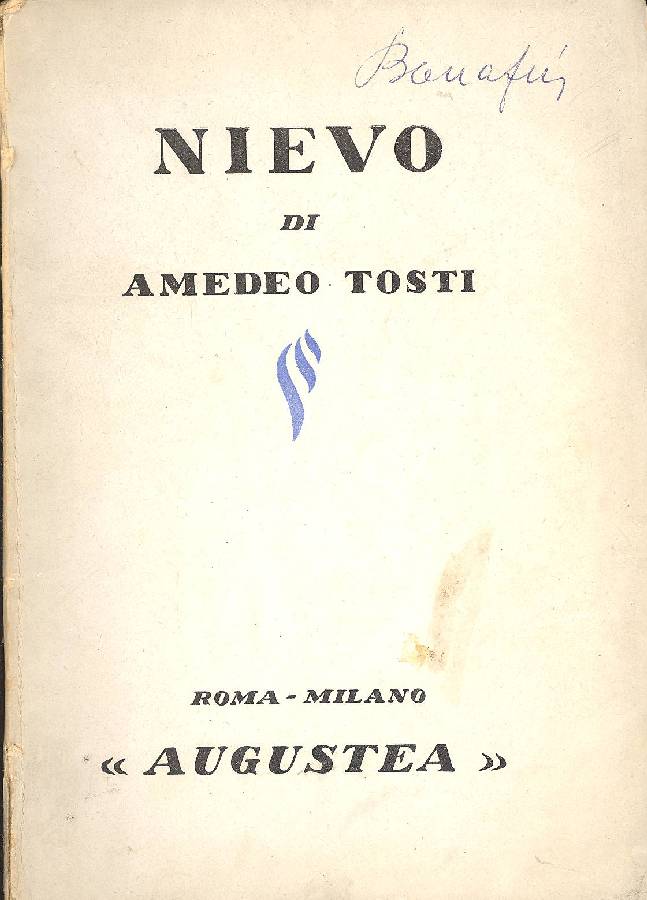 NIEVO
DI
AMEDEO TOSTI
ROMA - MILANO
« AUGUSTEA »